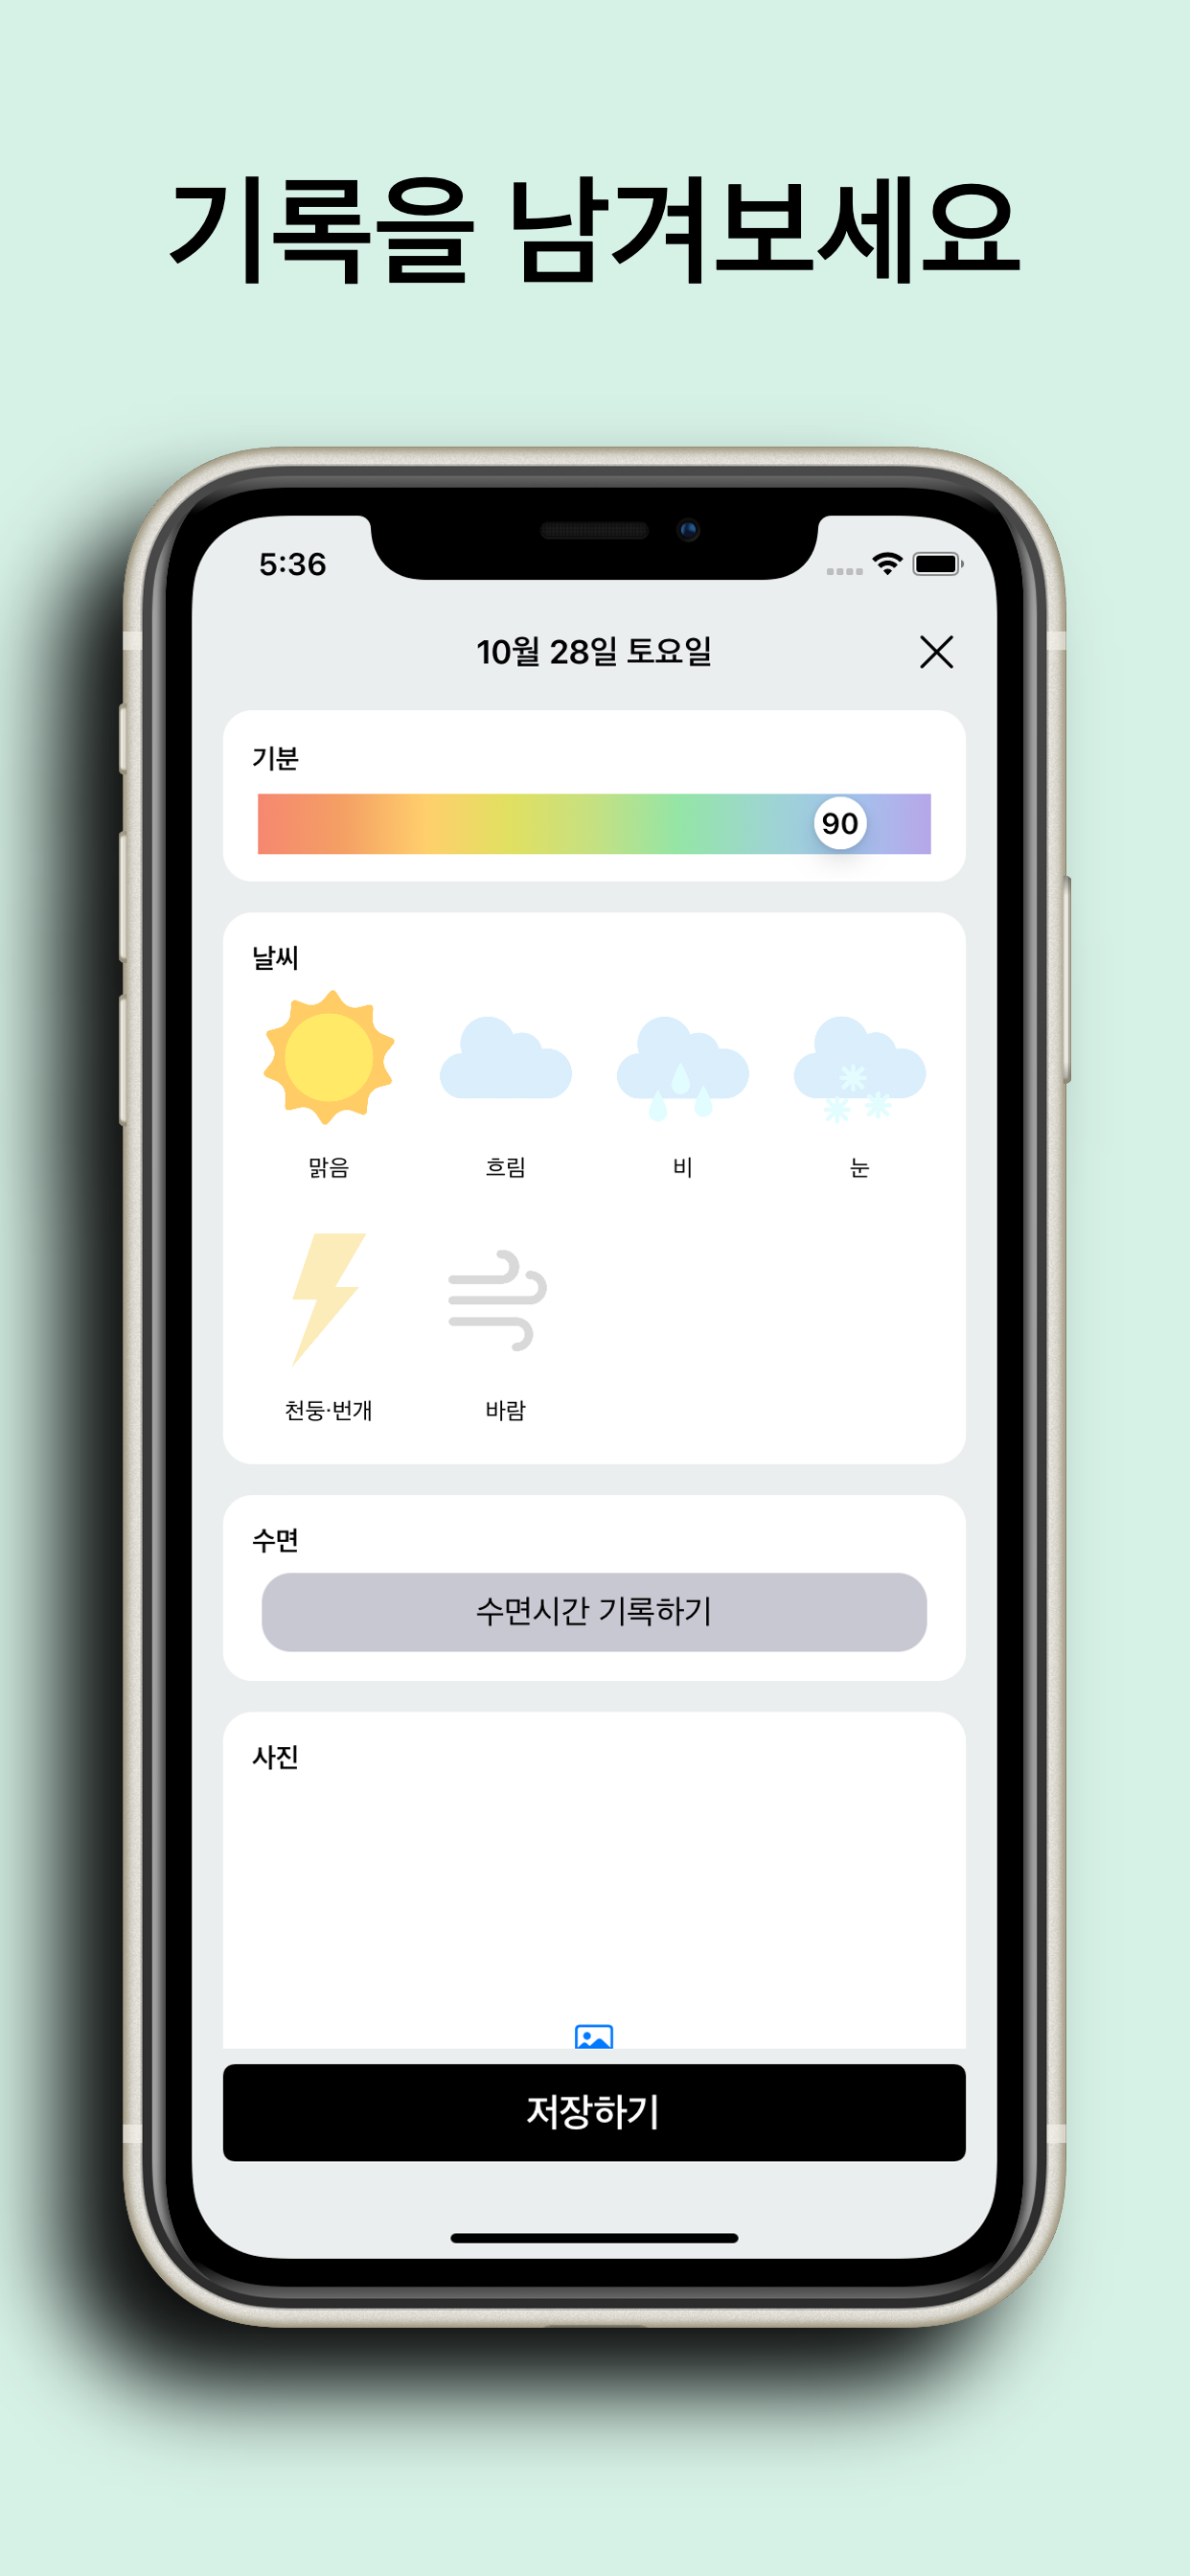 기록을 남겨보세요
5:36
10월 28일 토요일
기분
90
날씨
맑음 흐림 비 눈
천둥·번개 바람
수면
수면시간 기록하기
사진
저장하기